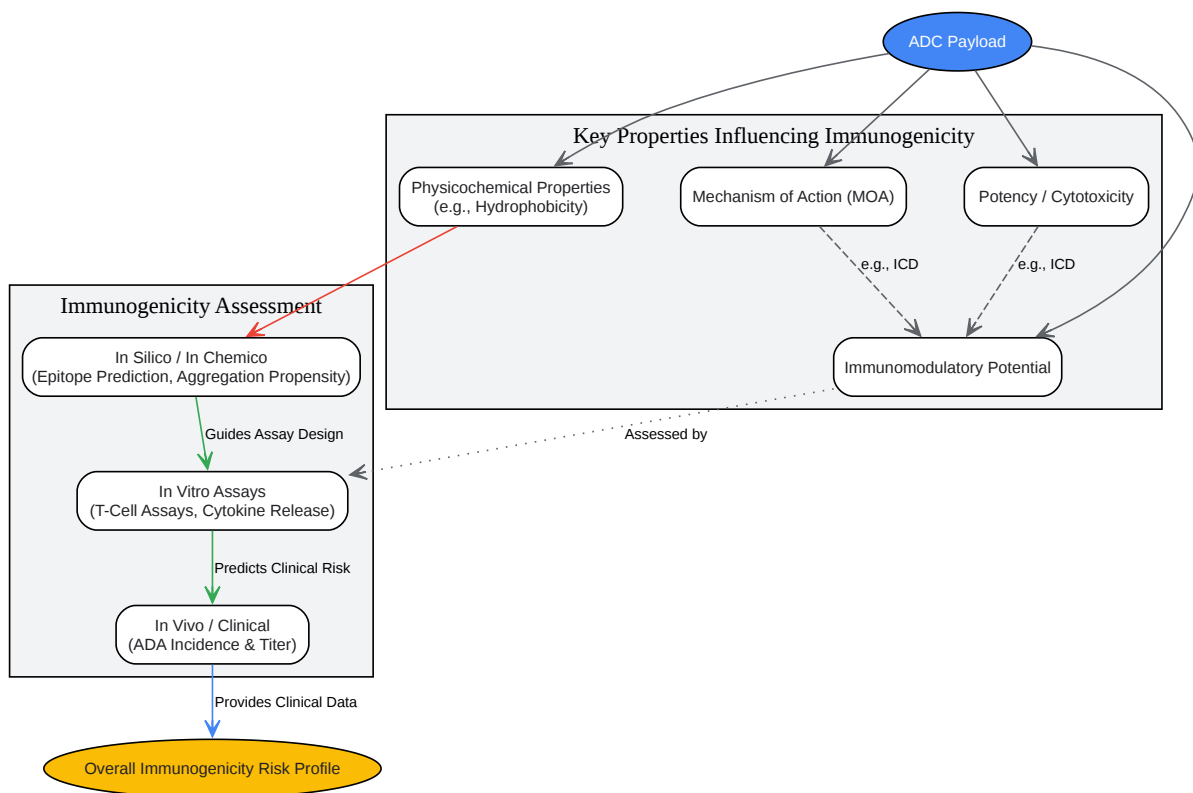 ADC Payload
Key Properties Influencing Immunogenicity
Physicochemical Properties
(e.g., Hydrophobicity)
Mechanism of Action (MOA)
Potency / Cytotoxicity
e.g., ICD
e.g., ICD
Immunogenicity Assessment
In Silico / In Chemico
(Epitope Prediction, Aggregation Propensity)
Immunomodulatory Potential
Guides Assay Design
Assessed by
In Vitro Assays
(T-Cell Assays, Cytokine Release)
Predicts Clinical Risk
In Vivo / Clinical
(ADA Incidence & Titer)
Provides Clinical Data
Overall Immunogenicity Risk Profile